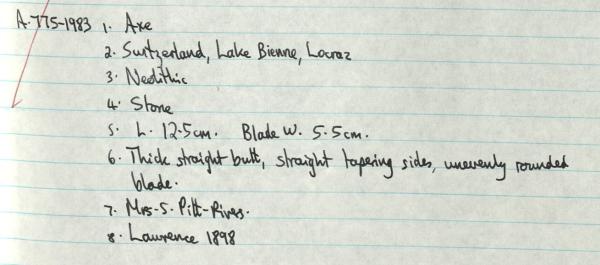 A.775-1983 1. Axe
2. Switzerland, Lake Bienne, Locraz
3. Neolithic
4. Stone
5. L. 12.5cm. Blade W. 5.5cm.
6. Thick straight butt, straight tapering sides, unevenly rounded
blade.
7. Mrs. S. Pitt-Rivers.
8. Lawrence 1898